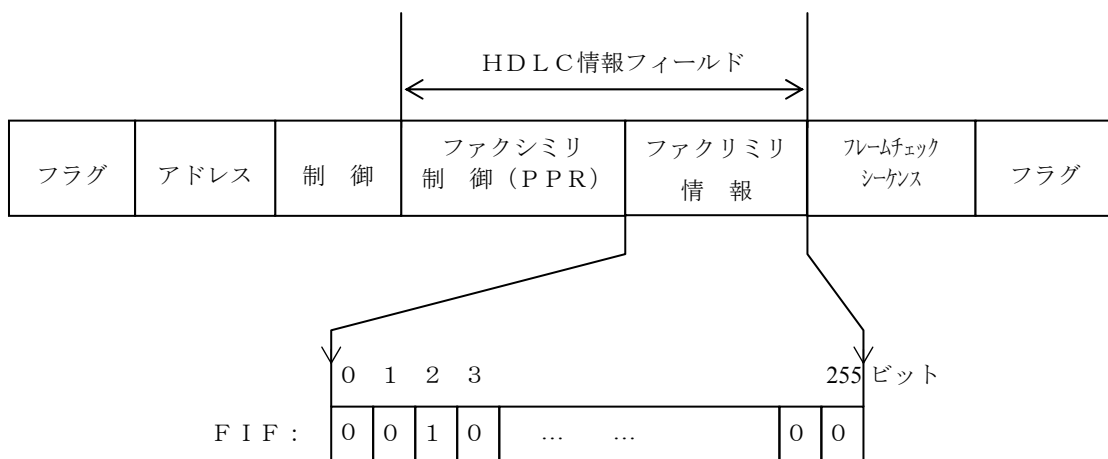 HDLC情報フィールド
フラグ
アドレス
制 御
ファクシミリ
制 御(PPR)
ファクリミリ
情 報
フレームチェック
シーケンス
フラグ
0 1 2 3 255 ビット
FIF: 0 0 1 0 … … 0 0